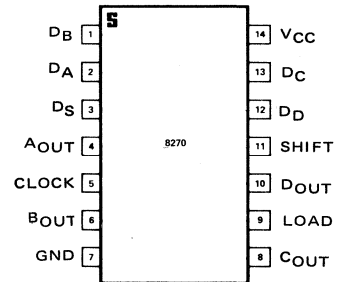 S
DB 1 14 VCC
DA 2 13 DC
DS 3 12 DD
AOUT 4 8270 11 SHIFT
CLOCK 5 10 DOUT
BOUT 6 9 LOAD
GND 7 8 COUT